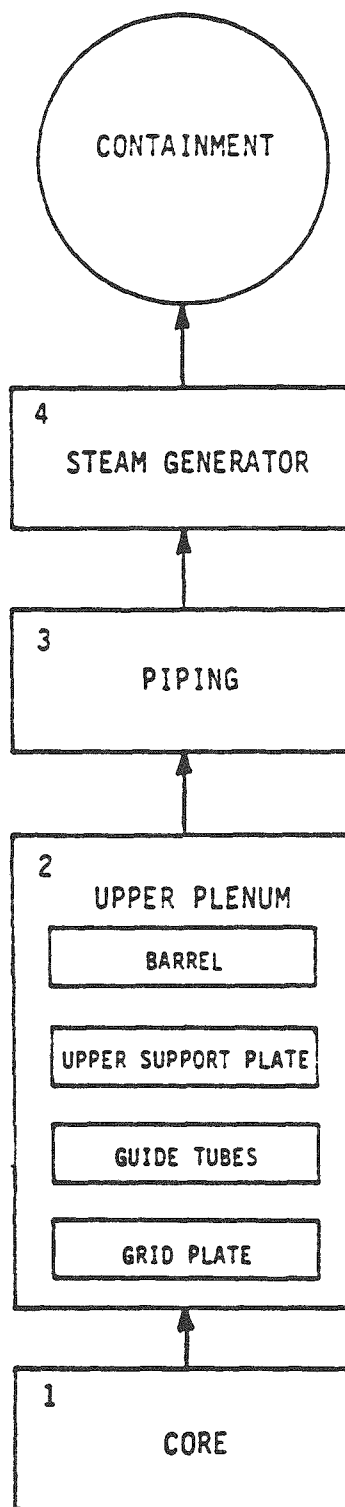 CONTAINMENT
4
STEAM GENERATOR
3
PIPING
2
UPPER PLENUM
BARREL
UPPER SUPPORT PLATE
GUIDE TUBES
GRID PLATE
1
CORE